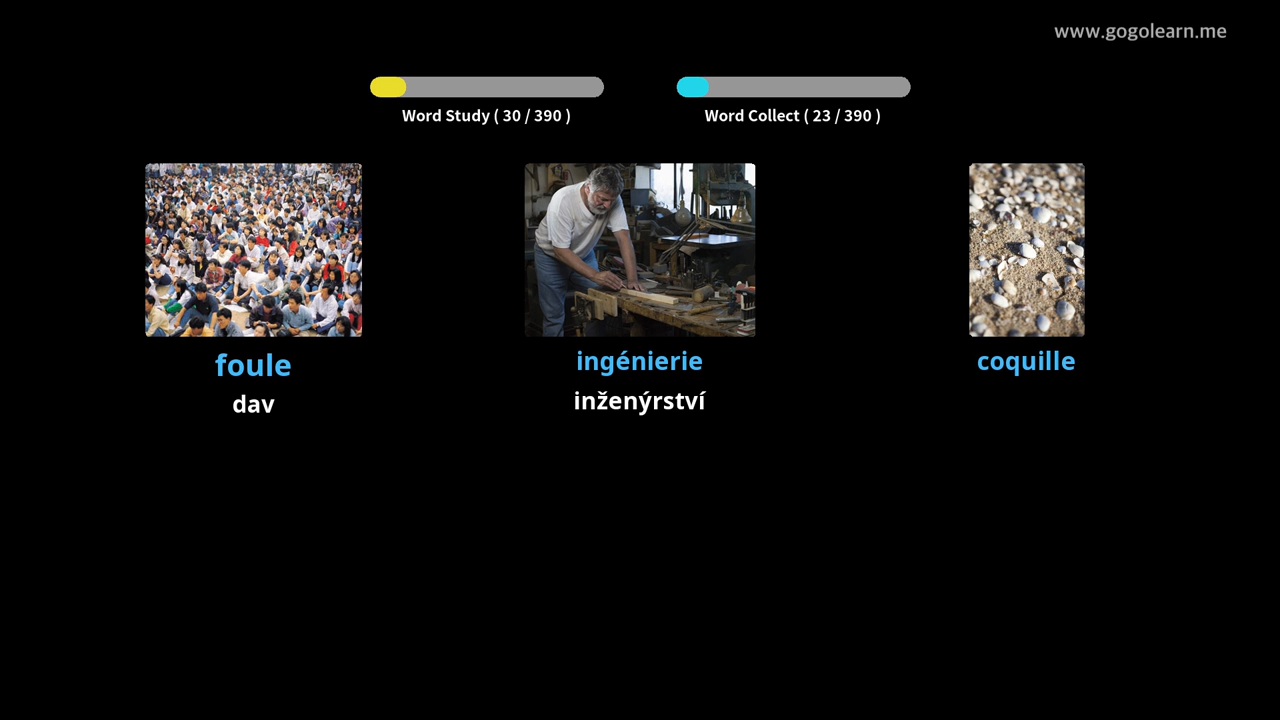 www.gogolearn.me
Word Study ( 30 / 390 )
Word Collect ( 23 / 390 )
foule
dav
ingénierie
inženýrství
coquille